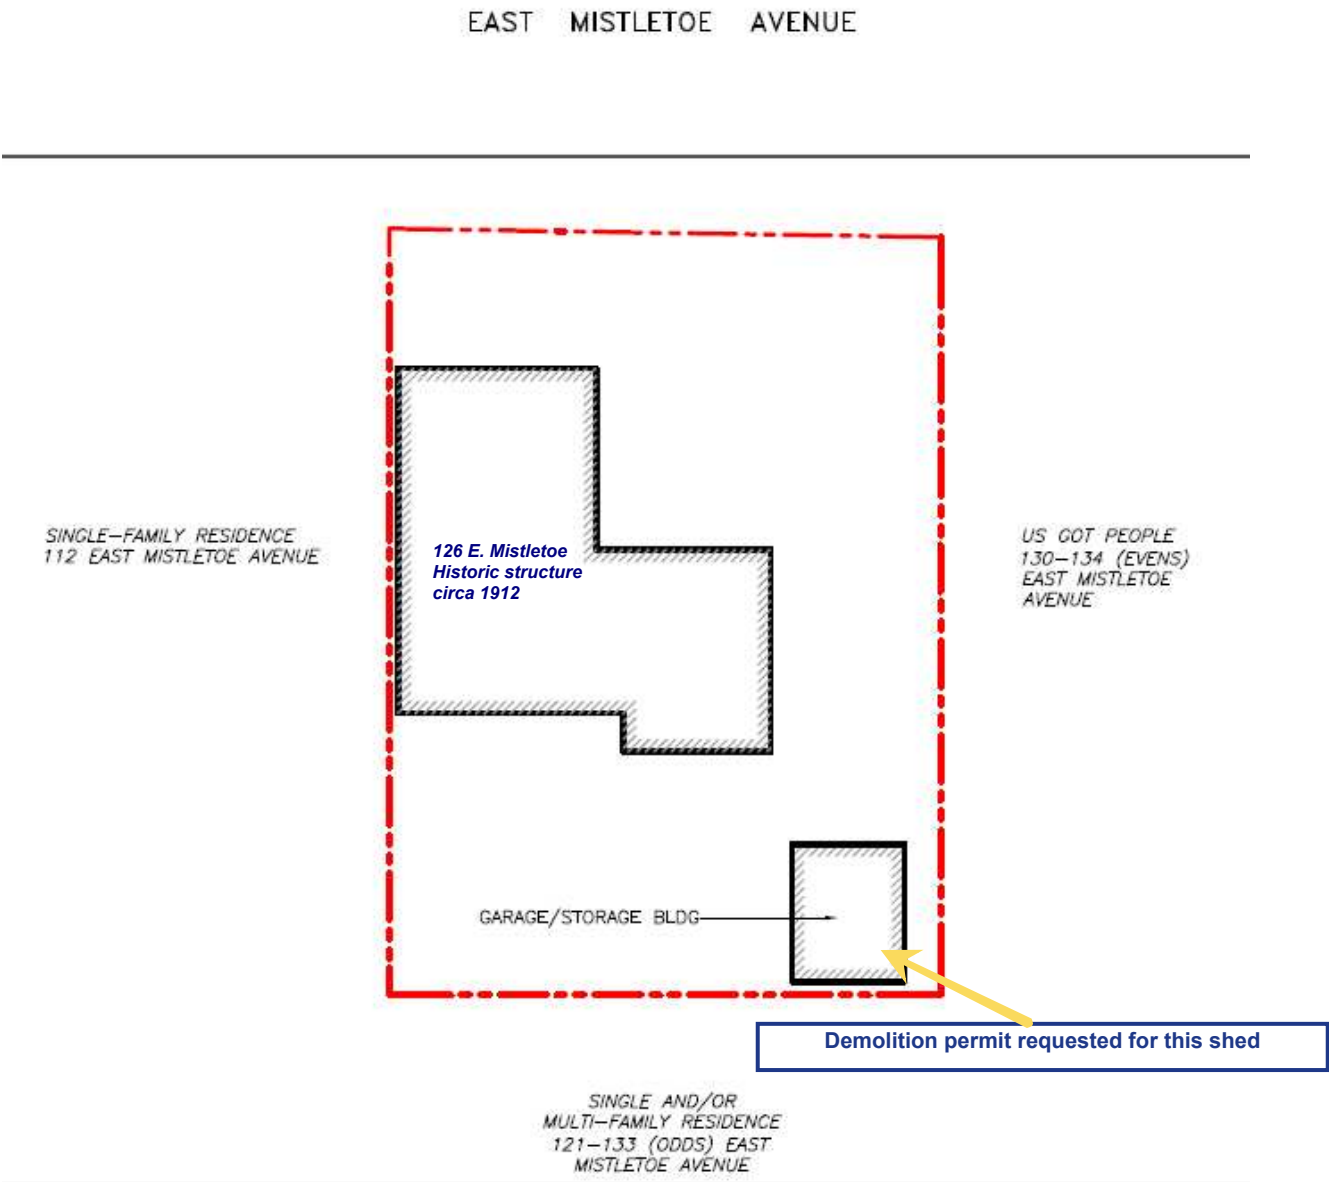 EAST MISTLETOE AVENUE
SINGLE-FAMILY RESIDENCE
112 EAST MISTLETOE AVENUE
126 E. Mistletoe
Historic structure
circa 1912
US GOT PEOPLE
130-134 (EVENS)
EAST MISTLETOE
AVENUE
GARAGE/STORAGE BLDG
Demolition permit requested for this shed
SINGLE AND/OR
MULTI-FAMILY RESIDENCE
121-133 (ODDS) EAST
MISTLETOE AVENUE